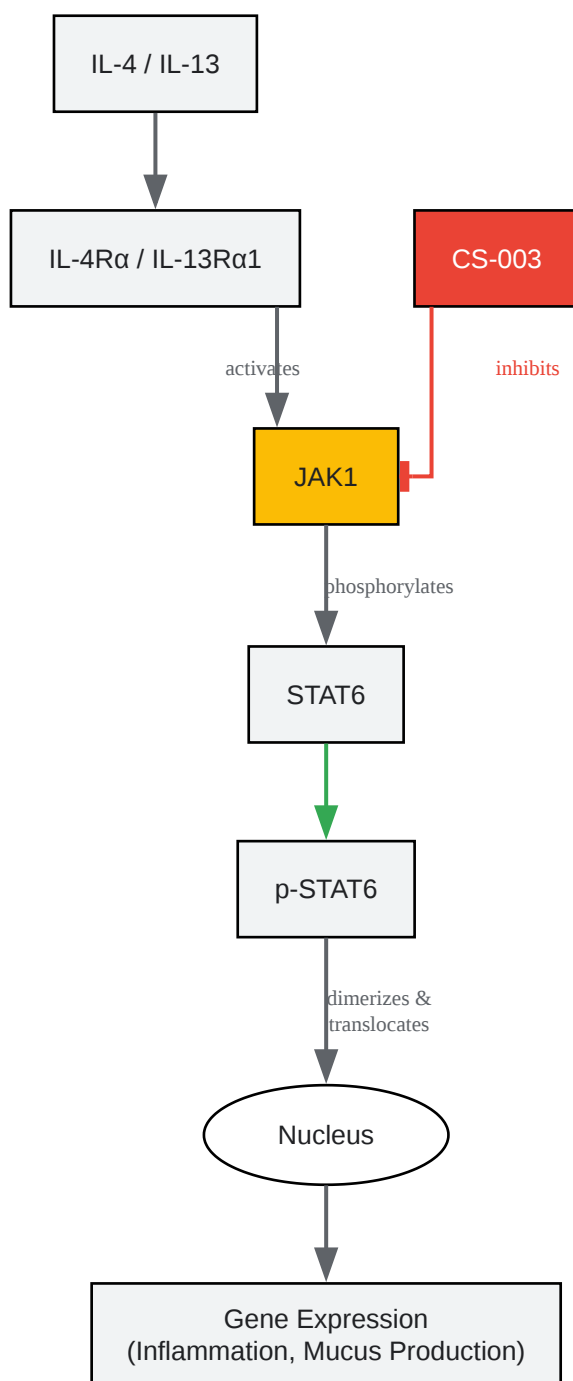 IL-4 / IL-13
IL-4Rα / IL-13Rα1
CS-003
activates
inhibits
JAK1
phosphorylates
STAT6
p-STAT6
dimerizes &
translocates
Nucleus
Gene Expression
(Inflammation, Mucus Production)